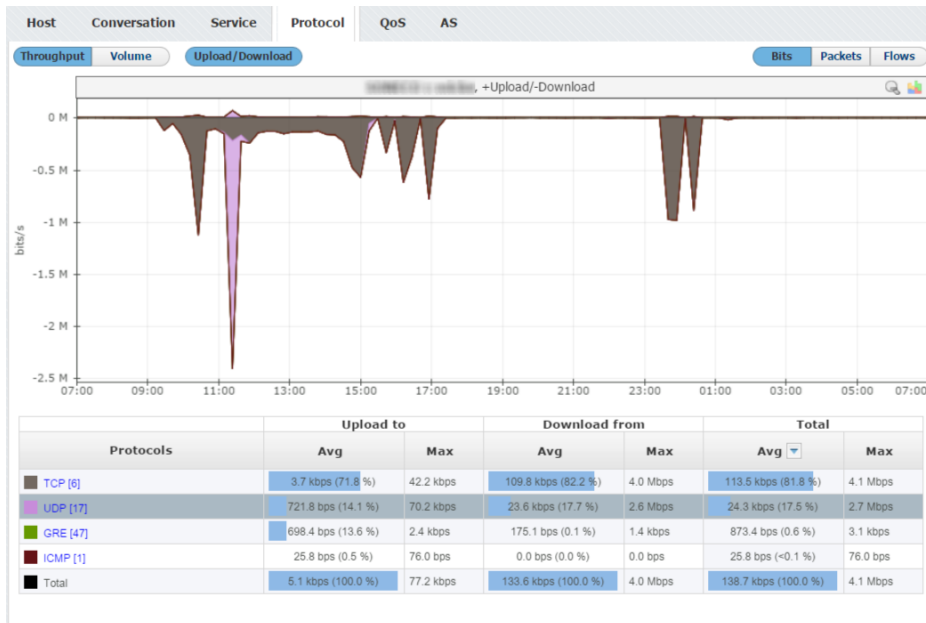 Host Conversation Service Protocol QoS AS
Throughput Volume Upload/Download Bits Packets Flows
, +Upload/-Download
0 M
-0.5 M
-1 M
-1.5 M
-2 M
-2.5 M
bits/s
07:00 09:00 11:00 13:00 15:00 17:00 19:00 21:00 23:00 01:00 03:00 05:00 07:00
Upload to Download from Total
Protocols Avg Max Avg Max Avg Max
TCP [6] 3.7 kbps (71.8 %) 42.2 kbps 109.8 kbps (82.2 %) 4.0 Mbps 113.5 kbps (81.8 %) 4.1 Mbps
UDP [17] 721.8 bps (14.1 %) 70.2 kbps 23.6 kbps (17.7 %) 2.6 Mbps 24.3 kbps (17.5 %) 2.7 Mbps
GRE [47] 698.4 bps (13.6 %) 2.4 kbps 175.1 bps (0.1 %) 1.4 kbps 873.4 bps (0.6 %) 3.1 kbps
ICMP [1] 25.8 bps (0.5 %) 76.0 bps 0.0 bps (0.0 %) 0.0 bps 25.8 bps (<0.1 %) 76.0 bps
Total 5.1 kbps (100.0 %) 77.2 kbps 133.6 kbps (100.0 %) 4.0 Mbps 138.7 kbps (100.0 %) 4.1 Mbps